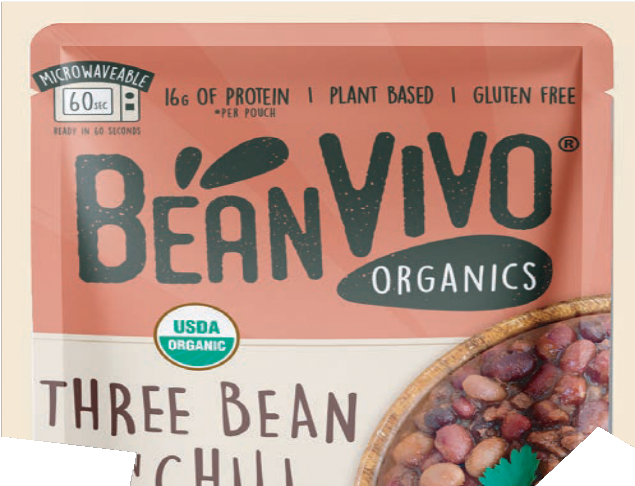 MICROWAVEABLE
60 SEC
READY IN 60 SECONDS
16G OF PROTEIN | PLANT BASED | GLUTEN FREE
*PER POUCH
BÉANVIVO®
ORGANICS
USDA
ORGANIC
THREE BEAN
CHILI